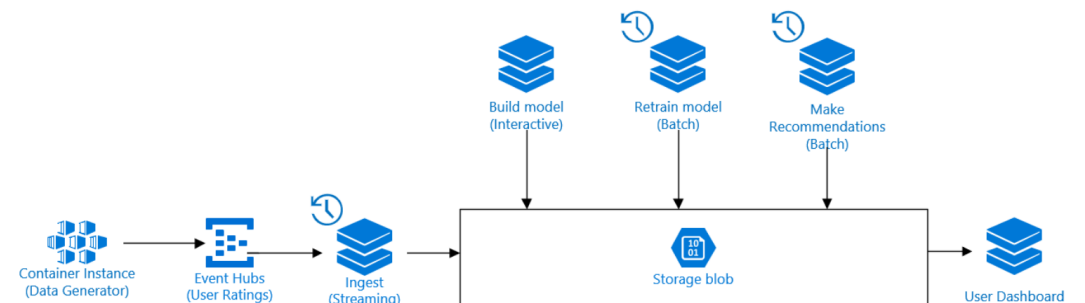 Build model
(Interactive)
Retrain model
(Batch)
Make
Recommendations
(Batch)
Container Instance
(Data Generator)
Event Hubs
(User Ratings)
Ingest
(Streaming)
10
01
Storage blob
User Dashboard